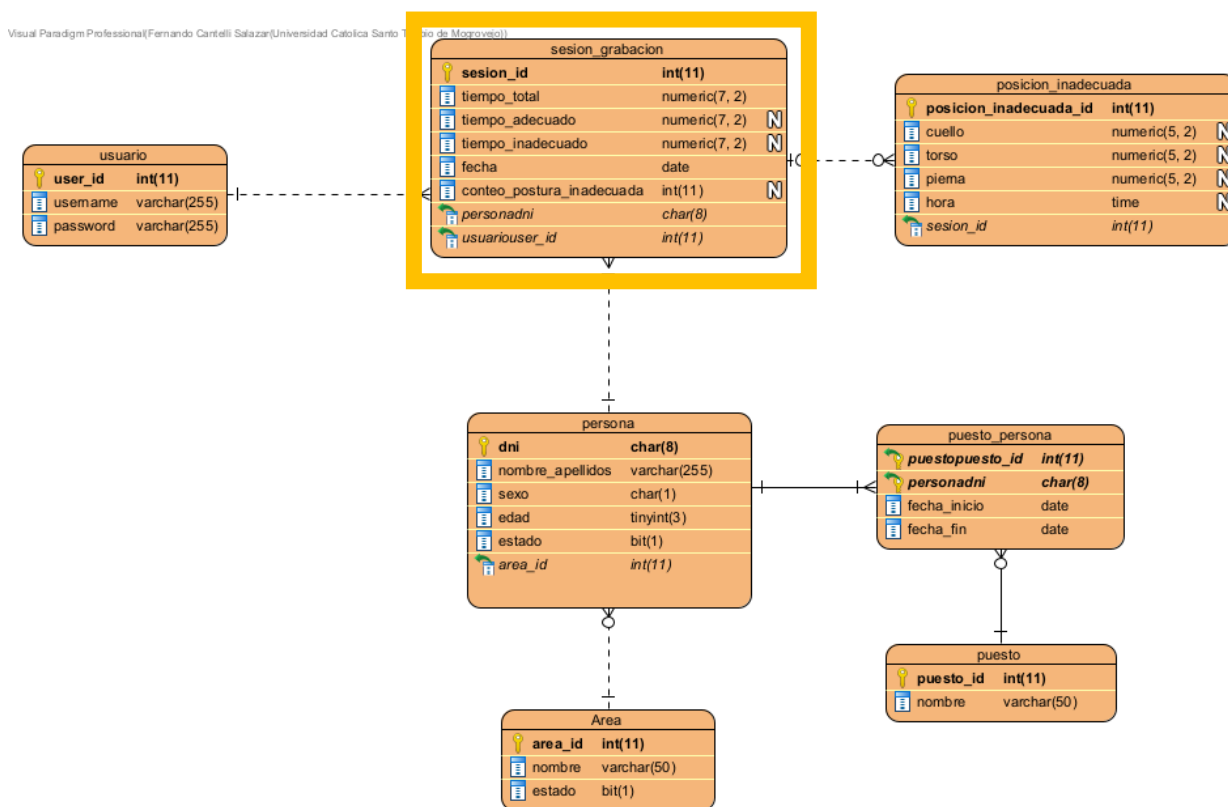 Visual Paradigm Professional(Fernando Cantelli Salazar(Universidad Catolica Santo T bio de Mogrovejo))
sesion_grabacion
sesion_id int(11)
tiempo_total numeric(7, 2)
tiempo_adecuado numeric(7, 2) N
tiempo_inadecuado numeric(7, 2) N
fecha date
conteo_postura_inadecuada int(11) N
personadni char(8)
usuariouser_id int(11)
posicion_inadecuada
posicion_inadecuada_id int(11)
cuello numeric(5, 2) N
torso numeric(5, 2) N
pierna numeric(5, 2) N
hora time N
sesion_id int(11)
usuario
user_id int(11)
username varchar(255)
password varchar(255)
persona
dni char(8)
nombre_apellidos varchar(255)
sexo char(1)
edad tinyint(3)
estado bit(1)
area_id int(11)
puesto_persona
puestopuesto_id int(11)
personadni char(8)
fecha_inicio date
fecha_fin date
puesto
puesto_id int(11)
nombre varchar(50)
Area
area_id int(11)
nombre varchar(50)
estado bit(1)